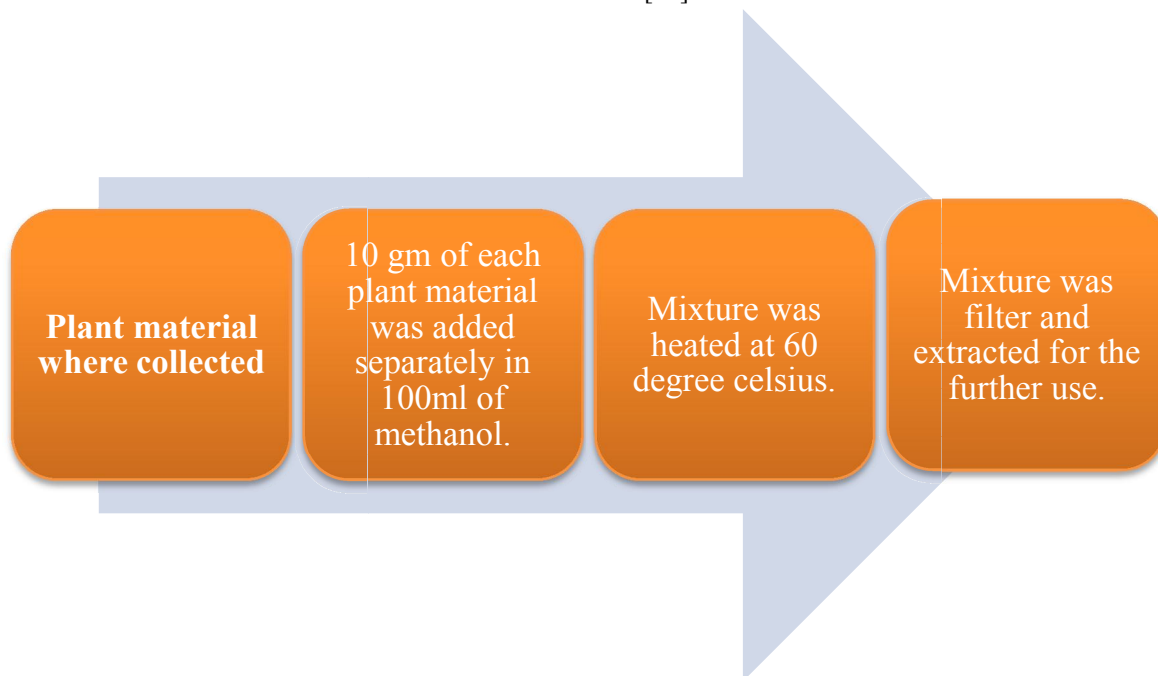 Plant material
where collected
10 gm of each
plant material
was added
separately in
100ml of
methanol.
Mixture was
heated at 60
degree celsius.
Mixture was
filter and
extracted for the
further use.